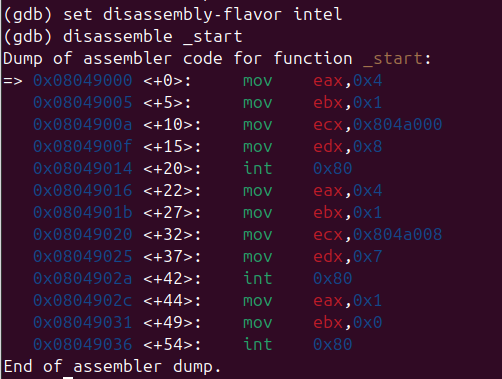 (gdb) set disassembly-flavor intel
(gdb) disassemble _start
Dump of assembler code for function _start:
=> 0x08049000 <+0>:     mov    eax,0x4
   0x08049005 <+5>:     mov    ebx,0x1
   0x0804900a <+10>:    mov    ecx,0x804a000
   0x0804900f <+15>:    mov    edx,0x8
   0x08049014 <+20>:    int    0x80
   0x08049016 <+22>:    mov    eax,0x4
   0x0804901b <+27>:    mov    ebx,0x1
   0x08049020 <+32>:    mov    ecx,0x804a008
   0x08049025 <+37>:    mov    edx,0x7
   0x0804902a <+42>:    int    0x80
   0x0804902c <+44>:    mov    eax,0x1
   0x08049031 <+49>:    mov    ebx,0x0
   0x08049036 <+54>:    int    0x80
End of assembler dump.